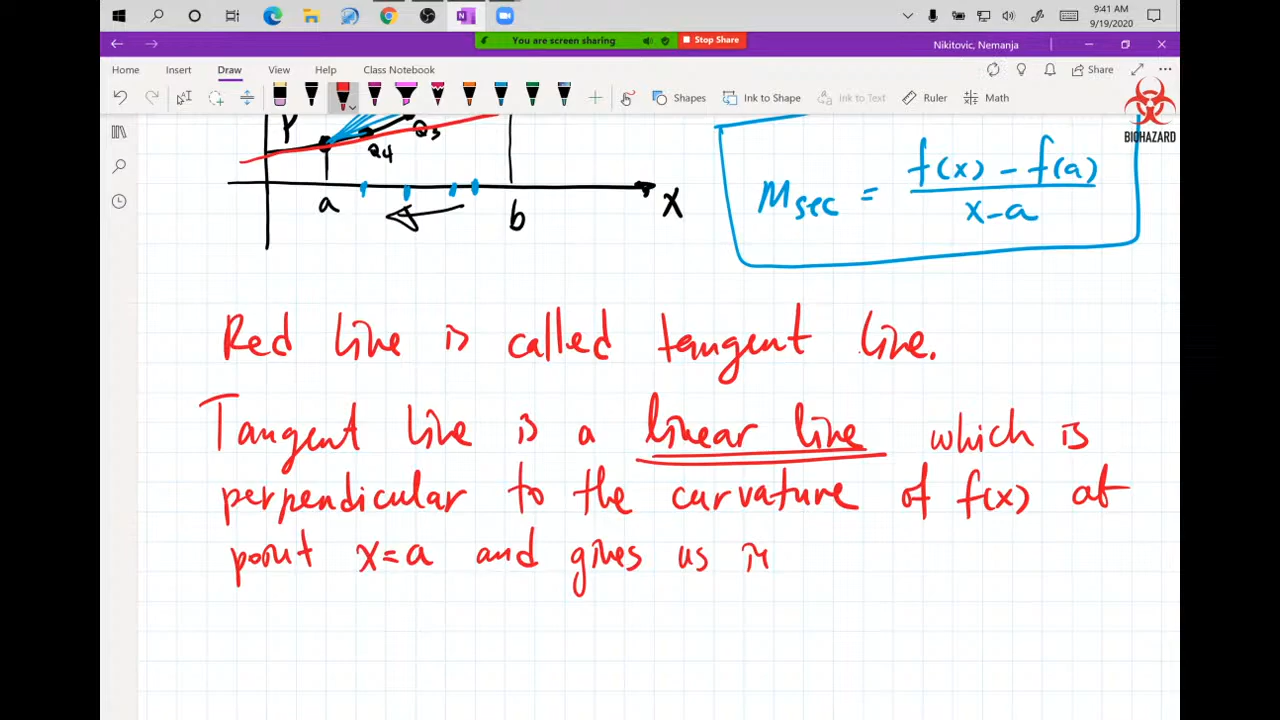 9:41 AM
9/19/2020
You are screen sharing
Stop Share
Nikitovic, Nemanja
Home Insert Draw View Help Class Notebook
Share
Shapes Ink to Shape Ink to Text Ruler Math
BIOHAZARD
P
Q3
Q4
a
b
X
Msec = f(x) - f(a)
x-a
Red line is called tangent line.
Tangent line is a linear line which is
perpendicular to the curvature of f(x) at
point x=a and gives us